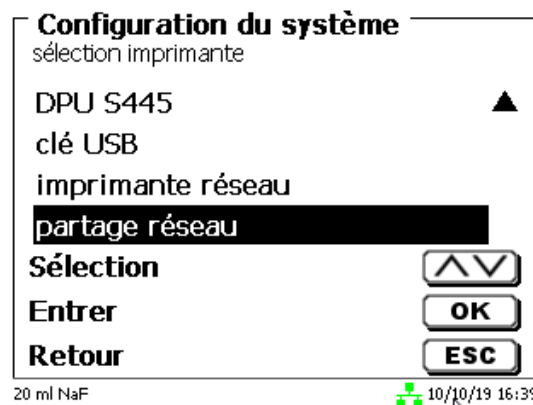 Configuration du système
sélection imprimante
DPU S445
clé USB
imprimante réseau
partage réseau
Sélection
Entrer OK
Retour ESC
20 ml NaF 10/10/19 16:39